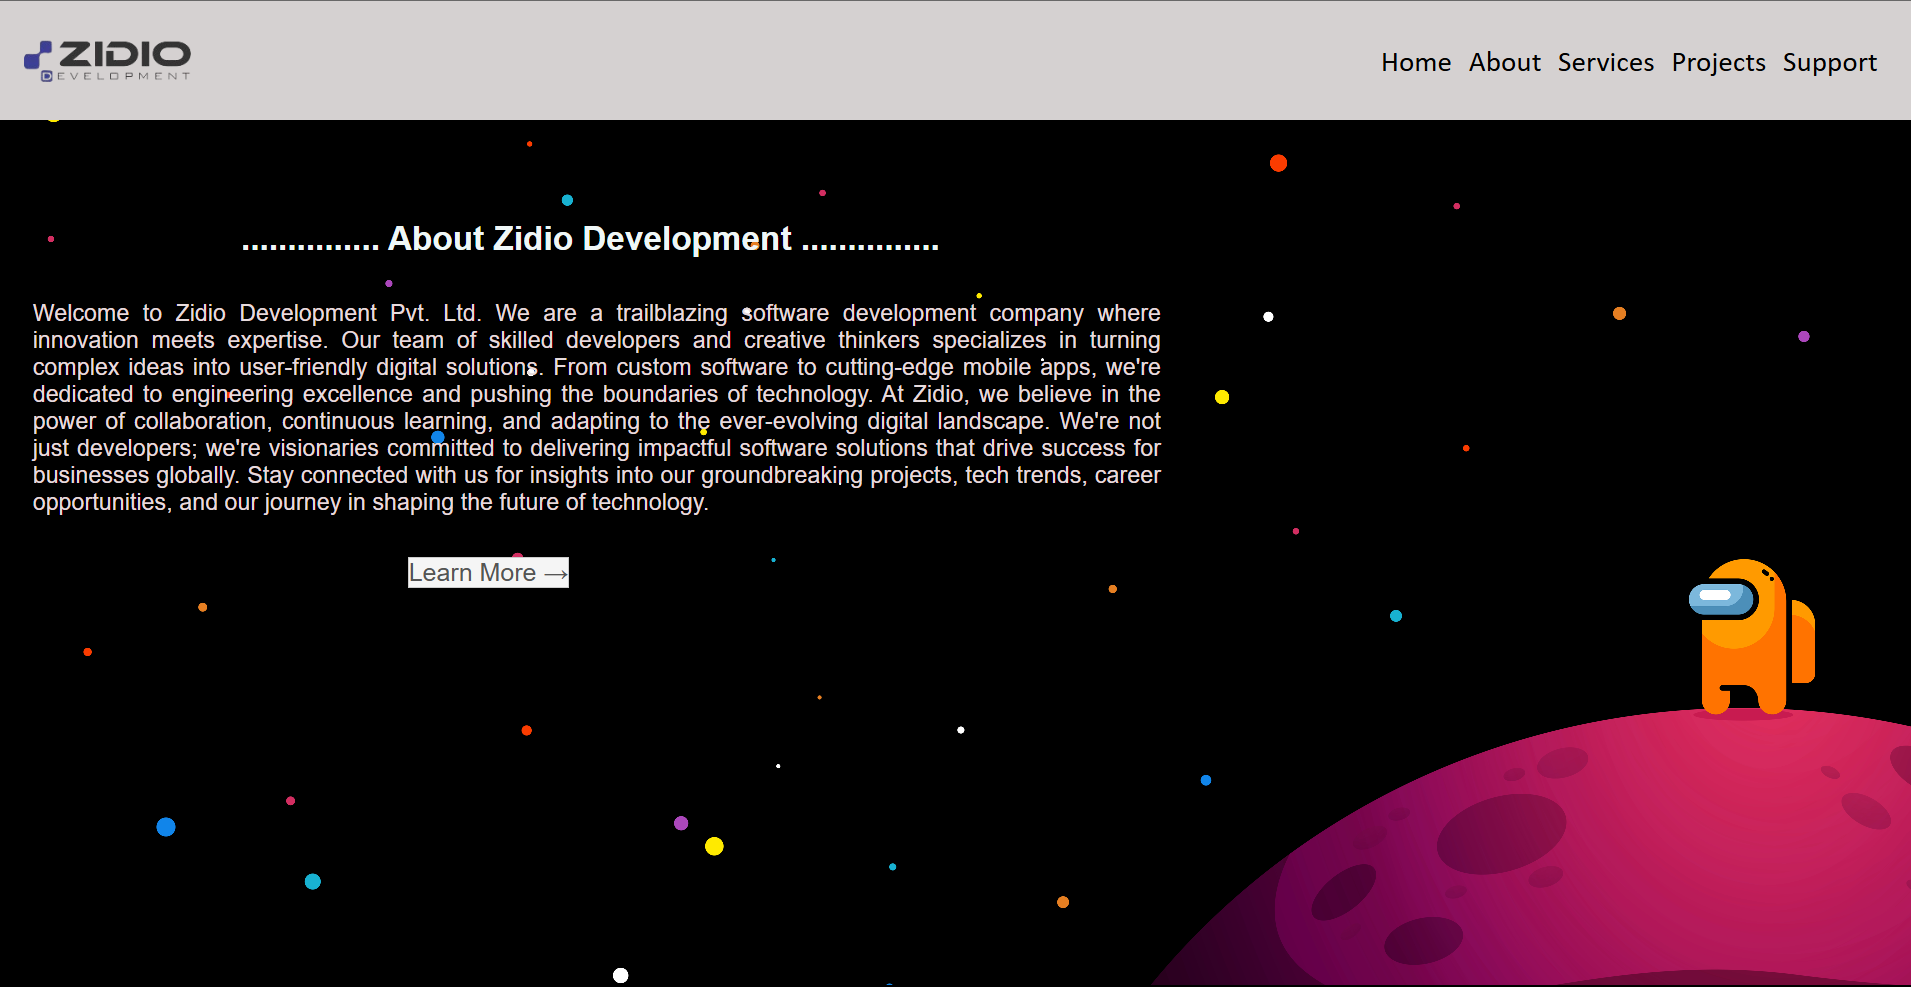 ZIDIO
DEVELOPMENT
Home About Services Projects Support
............... About Zidio Development ...............
Welcome to Zidio Development Pvt. Ltd. We are a trailblazing software development company where
innovation meets expertise. Our team of skilled developers and creative thinkers specializes in turning
complex ideas into user-friendly digital solutions. From custom software to cutting-edge mobile apps, we're
dedicated to engineering excellence and pushing the boundaries of technology. At Zidio, we believe in the
power of collaboration, continuous learning, and adapting to the ever-evolving digital landscape. We're not
just developers; we're visionaries committed to delivering impactful software solutions that drive success for
businesses globally. Stay connected with us for insights into our groundbreaking projects, tech trends, career
opportunities, and our journey in shaping the future of technology.
Learn More →